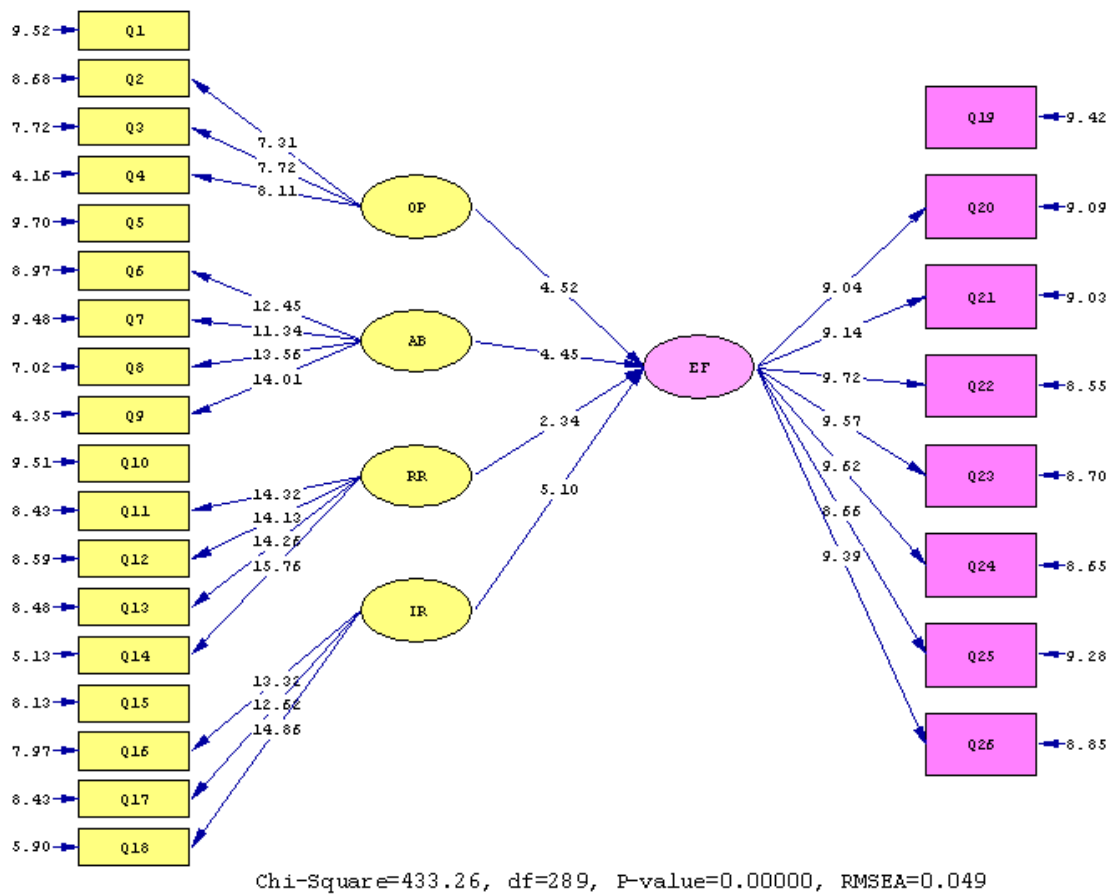 9.52 Q1
8.68 Q2
7.72 Q3
4.16 Q4
9.70 Q5
8.97 Q6
9.48 Q7
7.02 Q8
4.35 Q9
9.51 Q10
8.43 Q11
8.59 Q12
8.48 Q13
5.13 Q14
8.13 Q15
7.97 Q16
8.43 Q17
5.90 Q18
7.31
7.72
8.11
12.45
11.34
13.56
14.01
14.32
14.13
14.26
15.76
13.32
12.62
14.86
OP
AB
RR
IR
4.52
4.45
2.34
5.10
EF
9.04
9.14
9.72
9.57
9.62
8.66
9.39
Q19 9.42
Q20 9.09
Q21 9.03
Q22 8.55
Q23 8.70
Q24 8.65
Q25 9.28
Q26 8.85
Chi-Square=433.26, df=289, P-value=0.00000, RMSEA=0.049